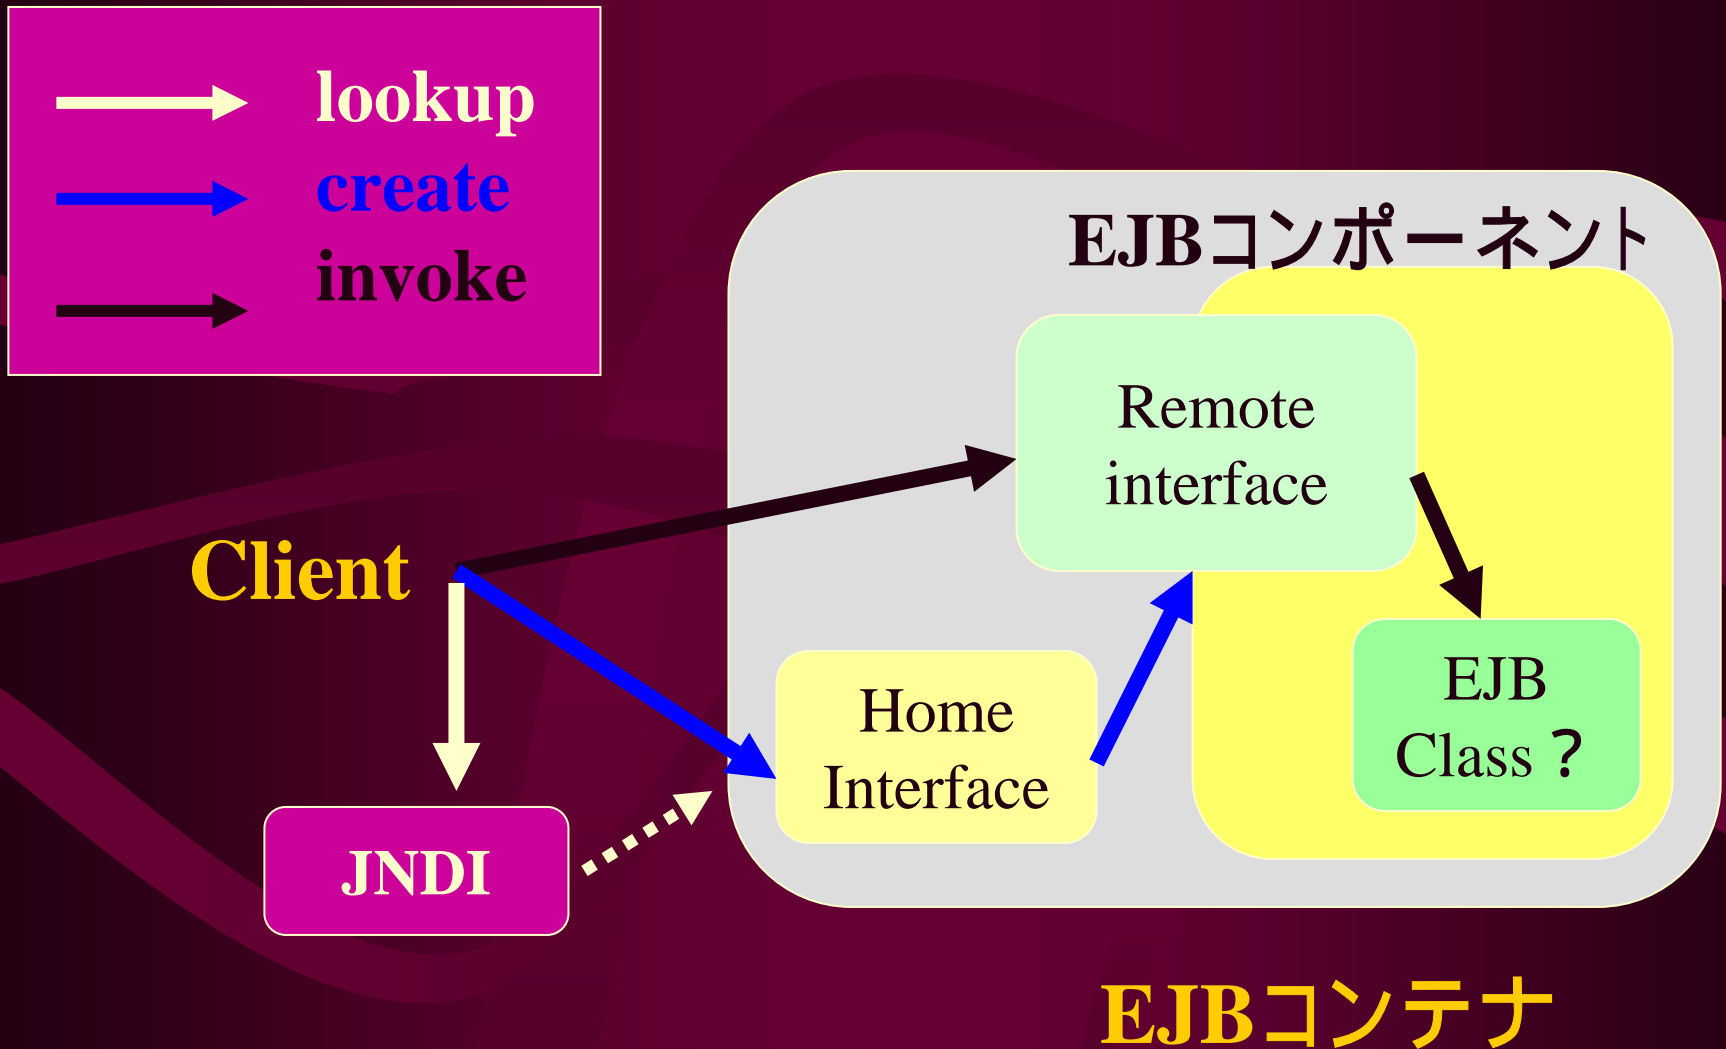 lookup
create
invoke
EJBコンポーネント
Remote
interface
Client
EJB
Class？
Home
Interface
JNDI
EJBコンテナ